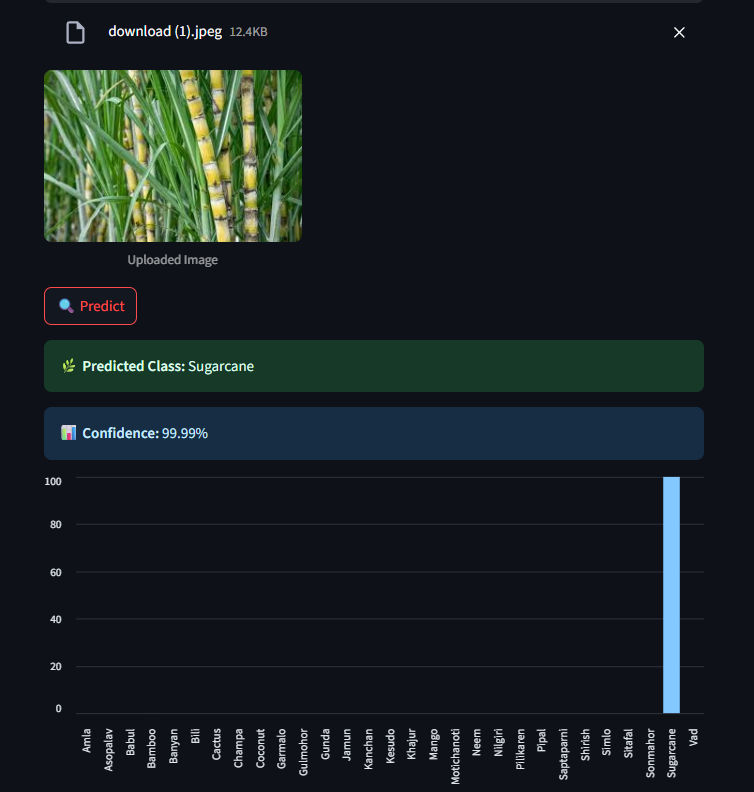 download (1).jpeg 12.4KB
Uploaded Image
Predict
Predicted Class: Sugarcane
Confidence: 99.99%
100
80
60
40
20
0
Amla
Asopalav
Babul
Bamboo
Banyan
Bili
Cactus
Champa
Coconut
Garmalo
Gulmohor
Gunda
Jamun
Kanchan
Kesudo
Khajur
Mango
Motichanoti
Neem
Nilgiri
Pilikaren
Pipal
Saptaparni
Shirish
Simlo
Sitafal
Sonmahor
Sugarcane
Vad